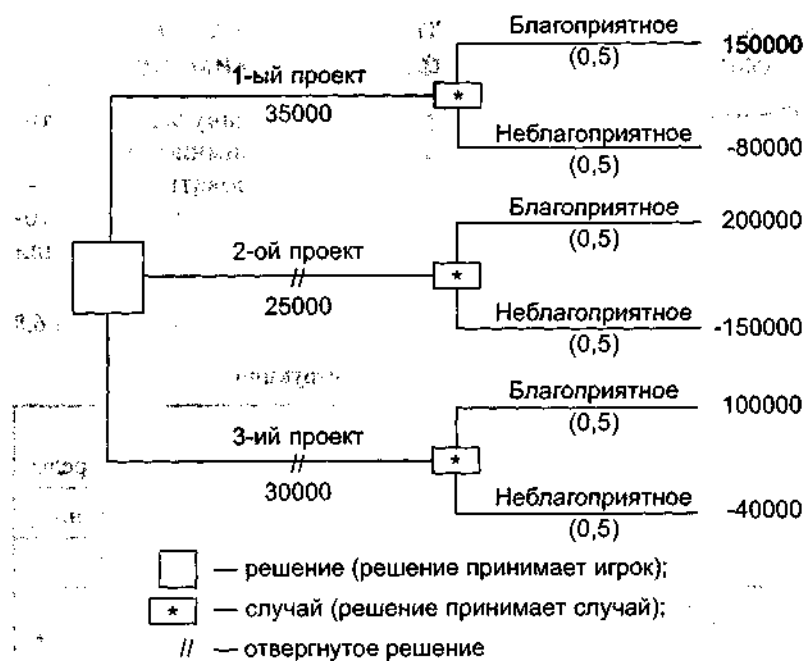 Благоприятное
150000
(0,5)
1-ый проект
*
35000
Неблагоприятное
-80000
(0,5)
Благоприятное
200000
(0,5)
2-ой проект
//
*
25000
Неблагоприятное
-150000
(0,5)
Благоприятное
100000
(0,5)
3-ий проект
//
*
30000
Неблагоприятное
-40000
(0,5)
— решение (решение принимает игрок);
* — случай (решение принимает случай);
// — отвергнутое решение